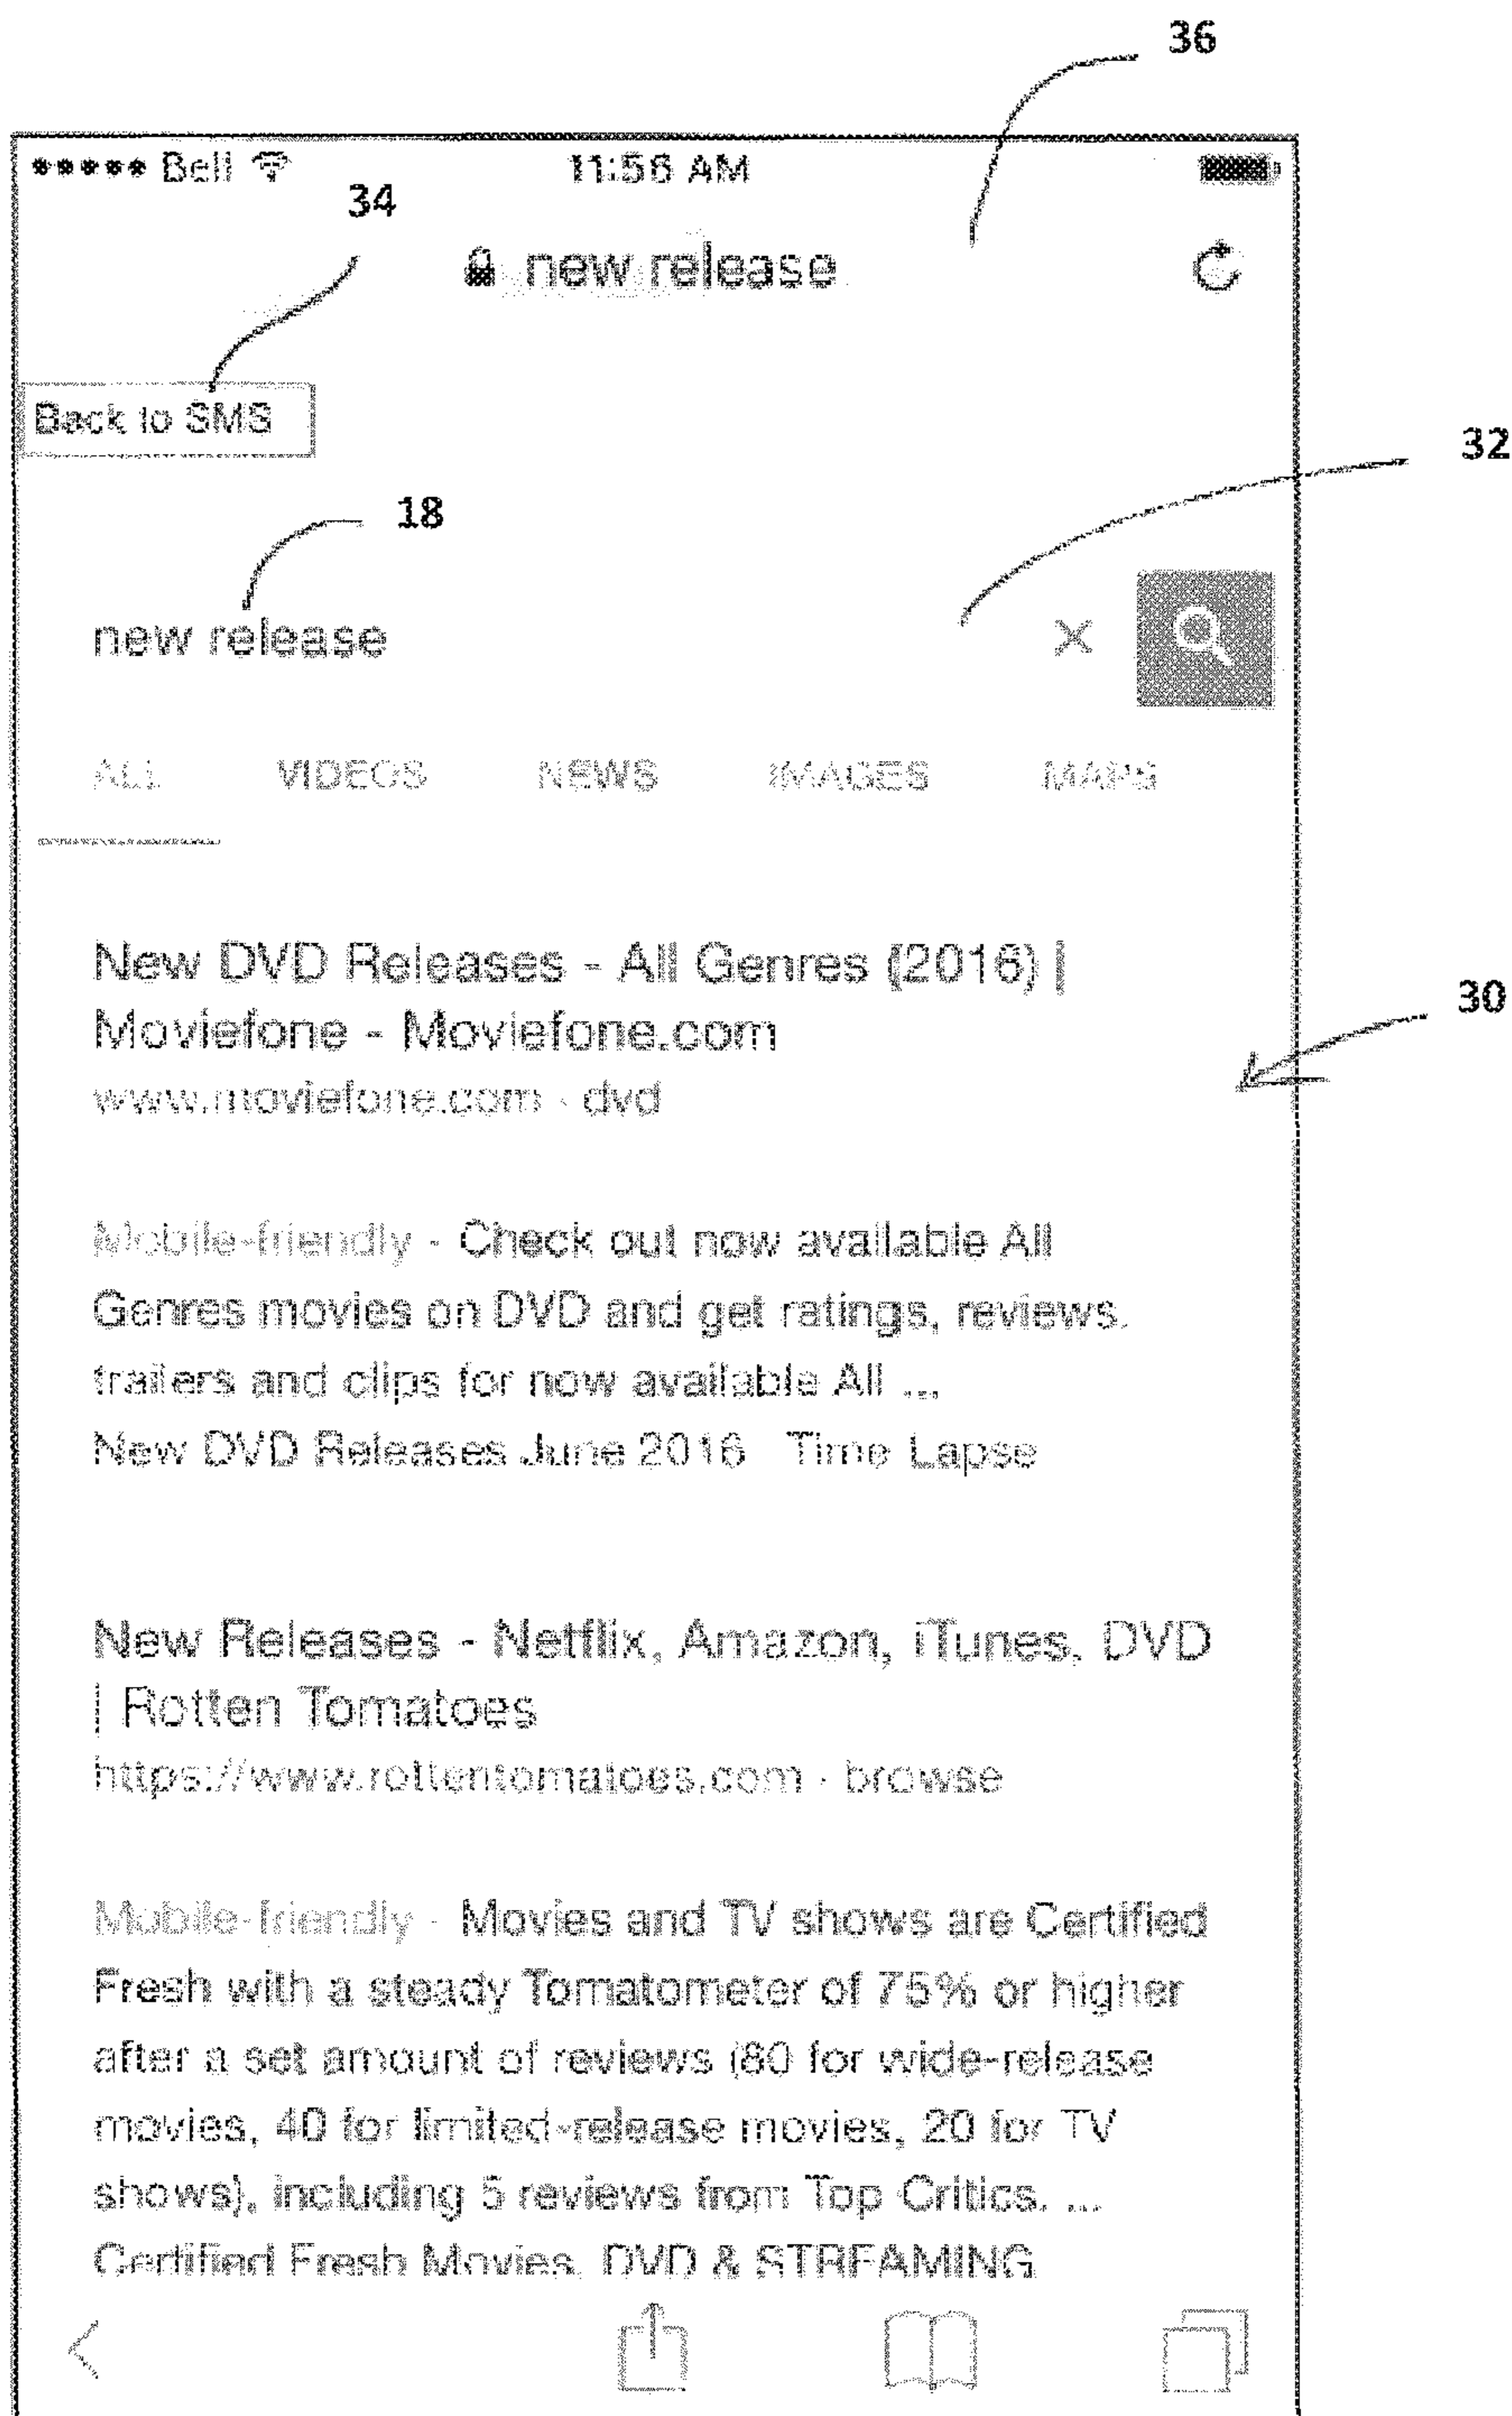 36
Bell 11:56 AM
34
new release
Back to SMS
32
18
new release ×
ALL VIDEOS NEWS IMAGES MAPS
New DVD Releases - All Genres (2016) |
Moviefone - Moviefone.com
30
www.moviefone.com · dvd
Mobile-friendly - Check out now available All
Genres movies on DVD and get ratings, reviews.
trailers and clips for now available All ...
New DVD Releases June 2016 Time Lapse
New Releases - Netflix, Amazon, iTunes, DVD
| Rotten Tomatoes
https://www.rottentomatoes.com · browse
Mobile-friendly - Movies and TV shows are Certified
Fresh with a steady Tomatometer of 75% or higher
after a set amount of reviews (80 for wide-release
movies, 40 for limited-release movies, 20 for TV
shows), including 5 reviews from Top Critics. ...
Certified Fresh Movies. DVD & STREAMING